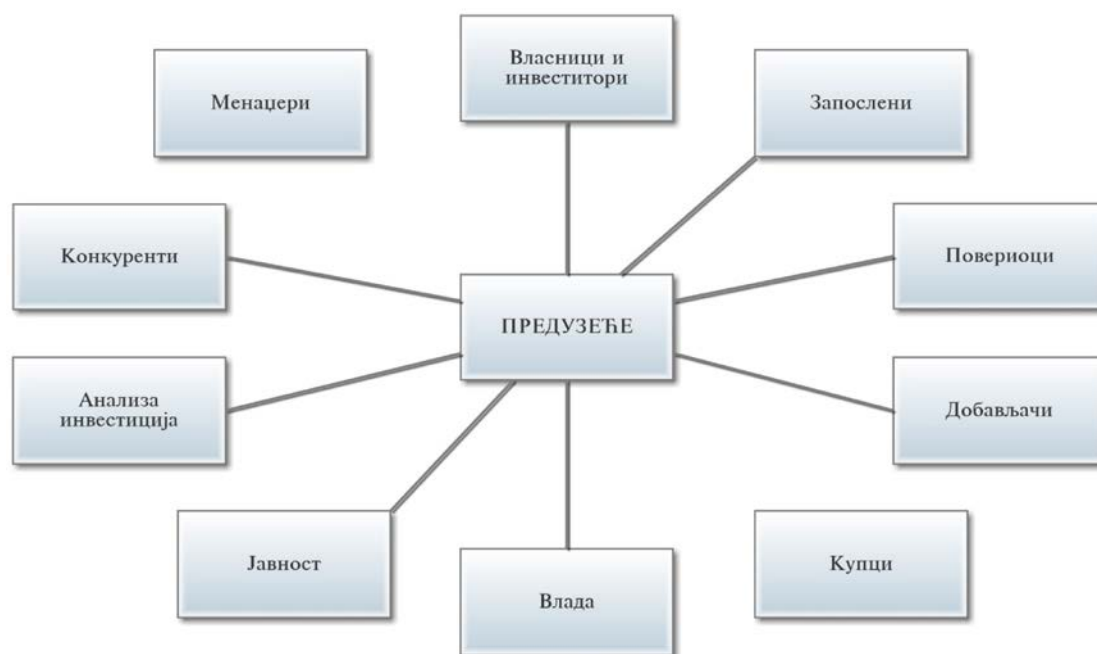 Власници и
инвеститори
Менаџери
Запослени
Конкуренти
Повериоци
ПРЕДУЗЕЋЕ
Анализа
инвестиција
Добављачи
Јавност
Влада
Купци